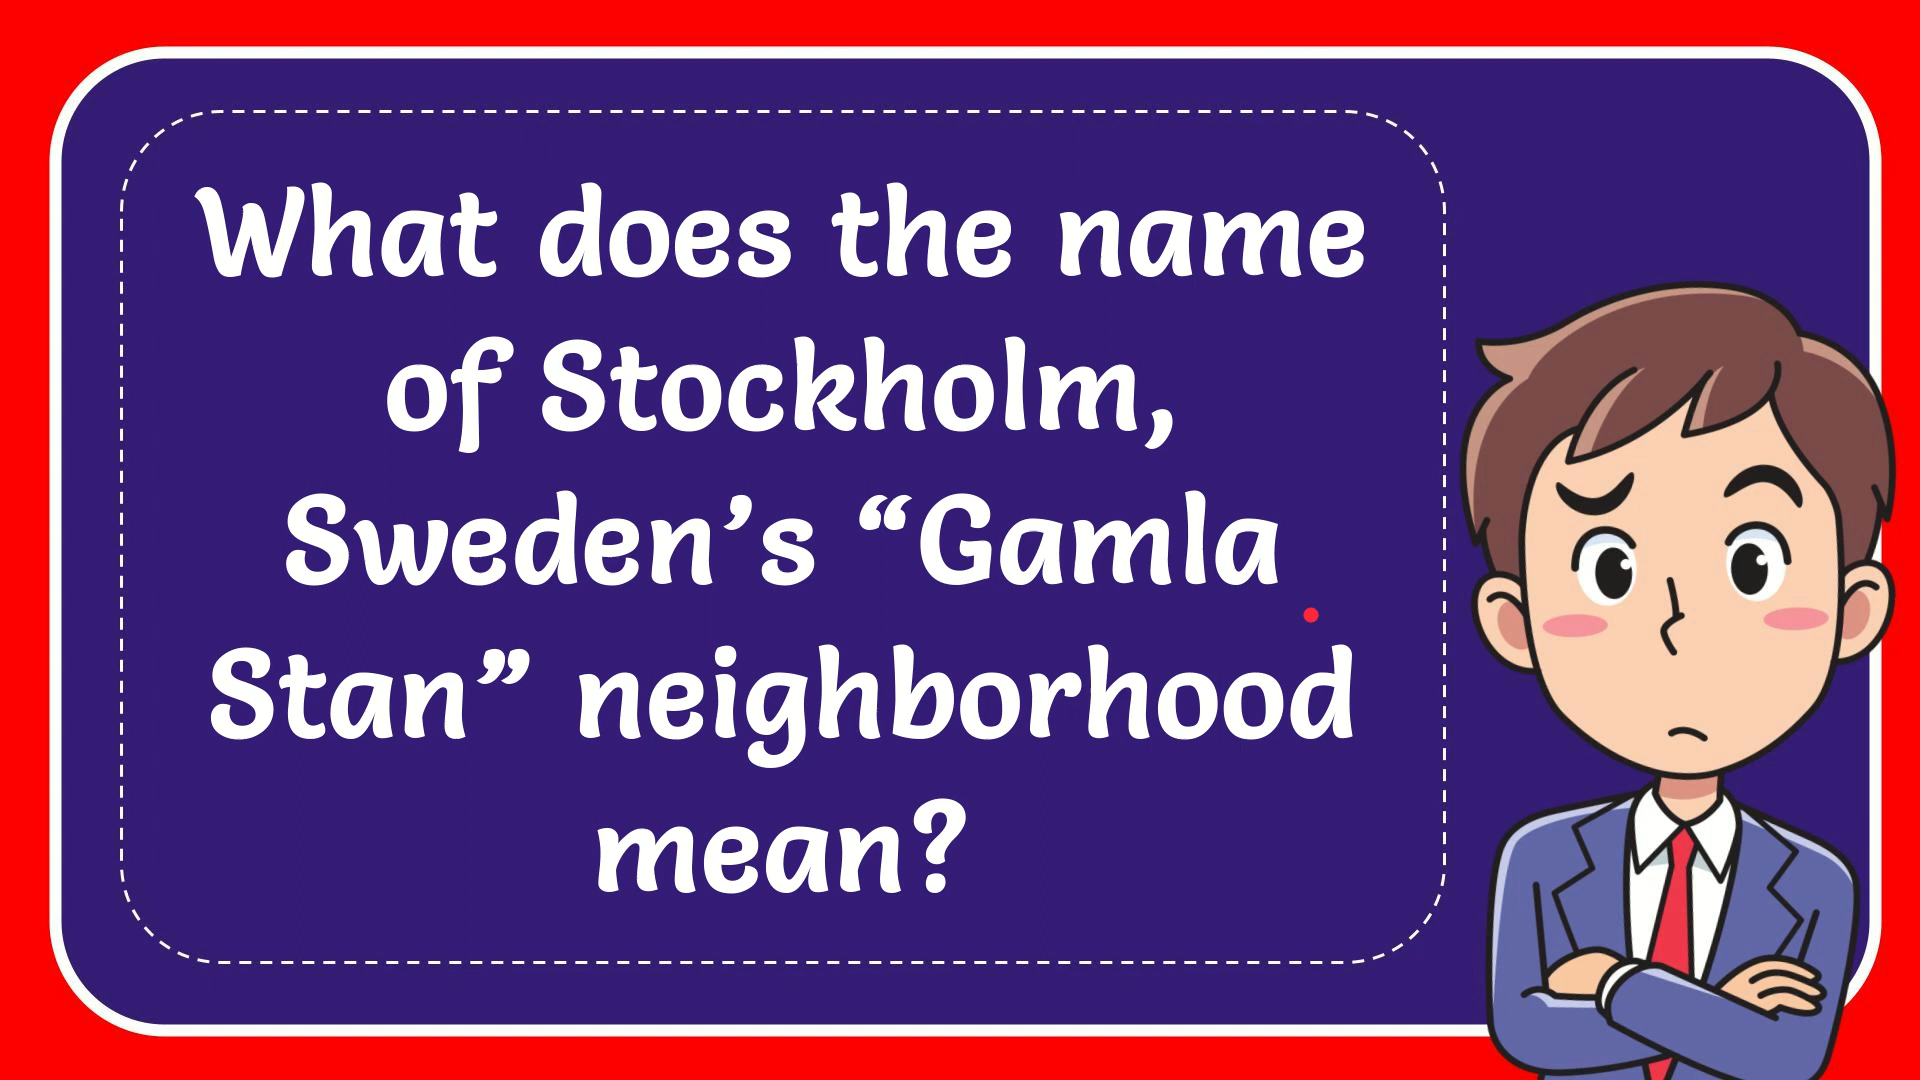 What does the name
of Stockholm,
Sweden’s “Gamla
Stan” neighborhood
mean?